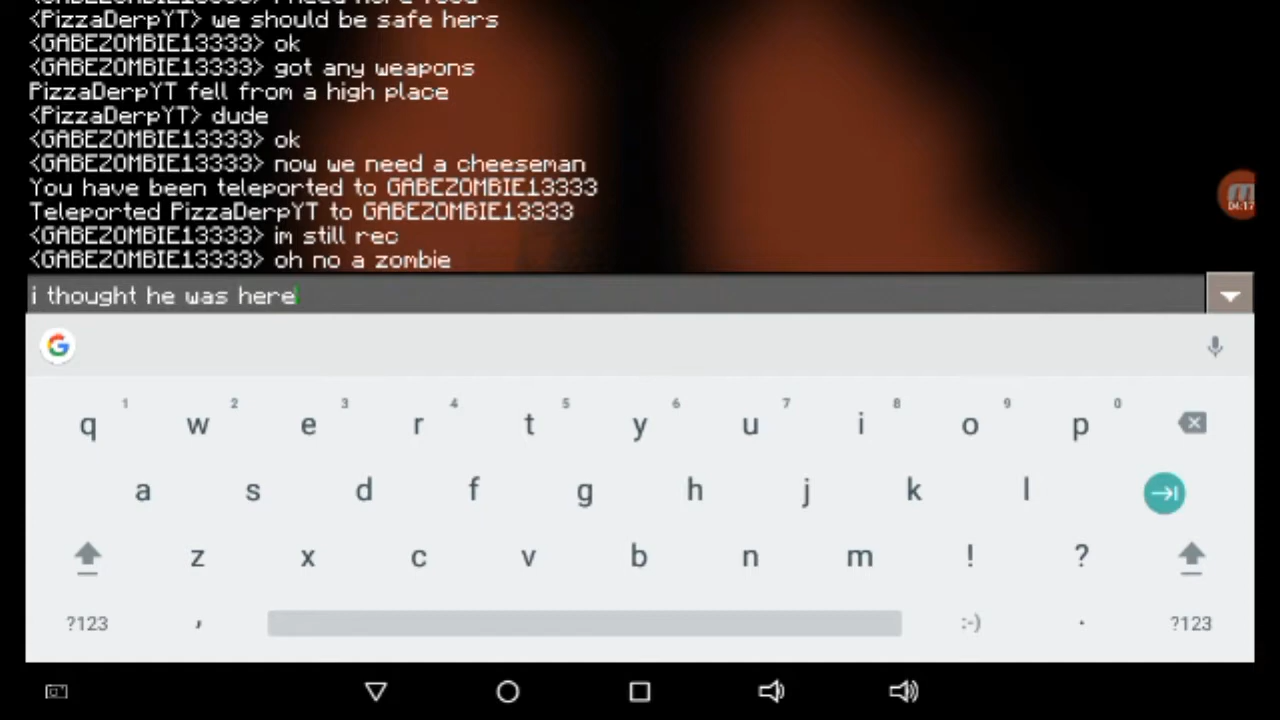 <PizzaDerpYT> we should be safe hers
<GABEZOMBIE13333> ok
<GABEZOMBIE13333> got any weapons
PizzaDerpYT fell from a high place
<PizzaDerpYT> dude
<GABEZOMBIE13333> ok
<GABEZOMBIE13333> now we need a cheeseman
You have been teleported to GABEZOMBIE13333
Teleported PizzaDerpYT to GABEZOMBIE13333
<GABEZOMBIE13333> im still rec
<GABEZOMBIE13333> oh no a zombie
04:17
i thought he was here
G
1 2 3 4 5 6 7 8 9 0
q w e r t y u i o p
a s d f g h j k l
z x c v b n m ! ?
?123 , :-) . ?123